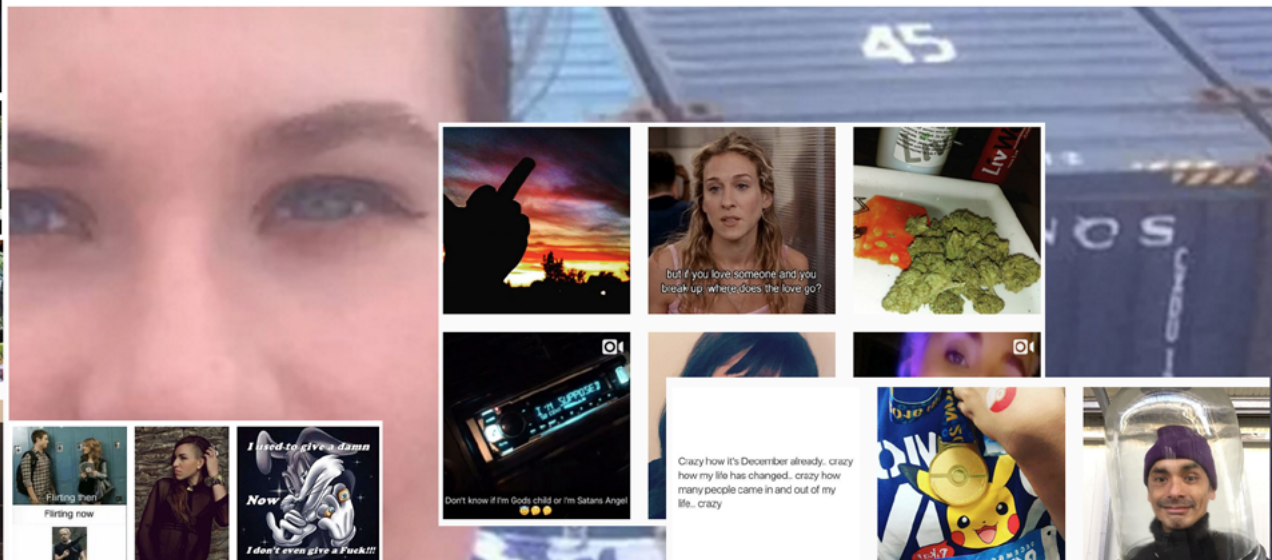 45
but if you love someone and you
break up, where does the love go?
LIV
Liv
I'M SUPPOSED
Don't know if I'm Gods child or I'm Satans Angel
Flirting then
Flirting now
I used to give a damn
Now
I don't even give a Fuck!!!
Crazy how it's December already.. crazy
how my life has changed.. crazy how
many people came in and out of my
life.. crazy